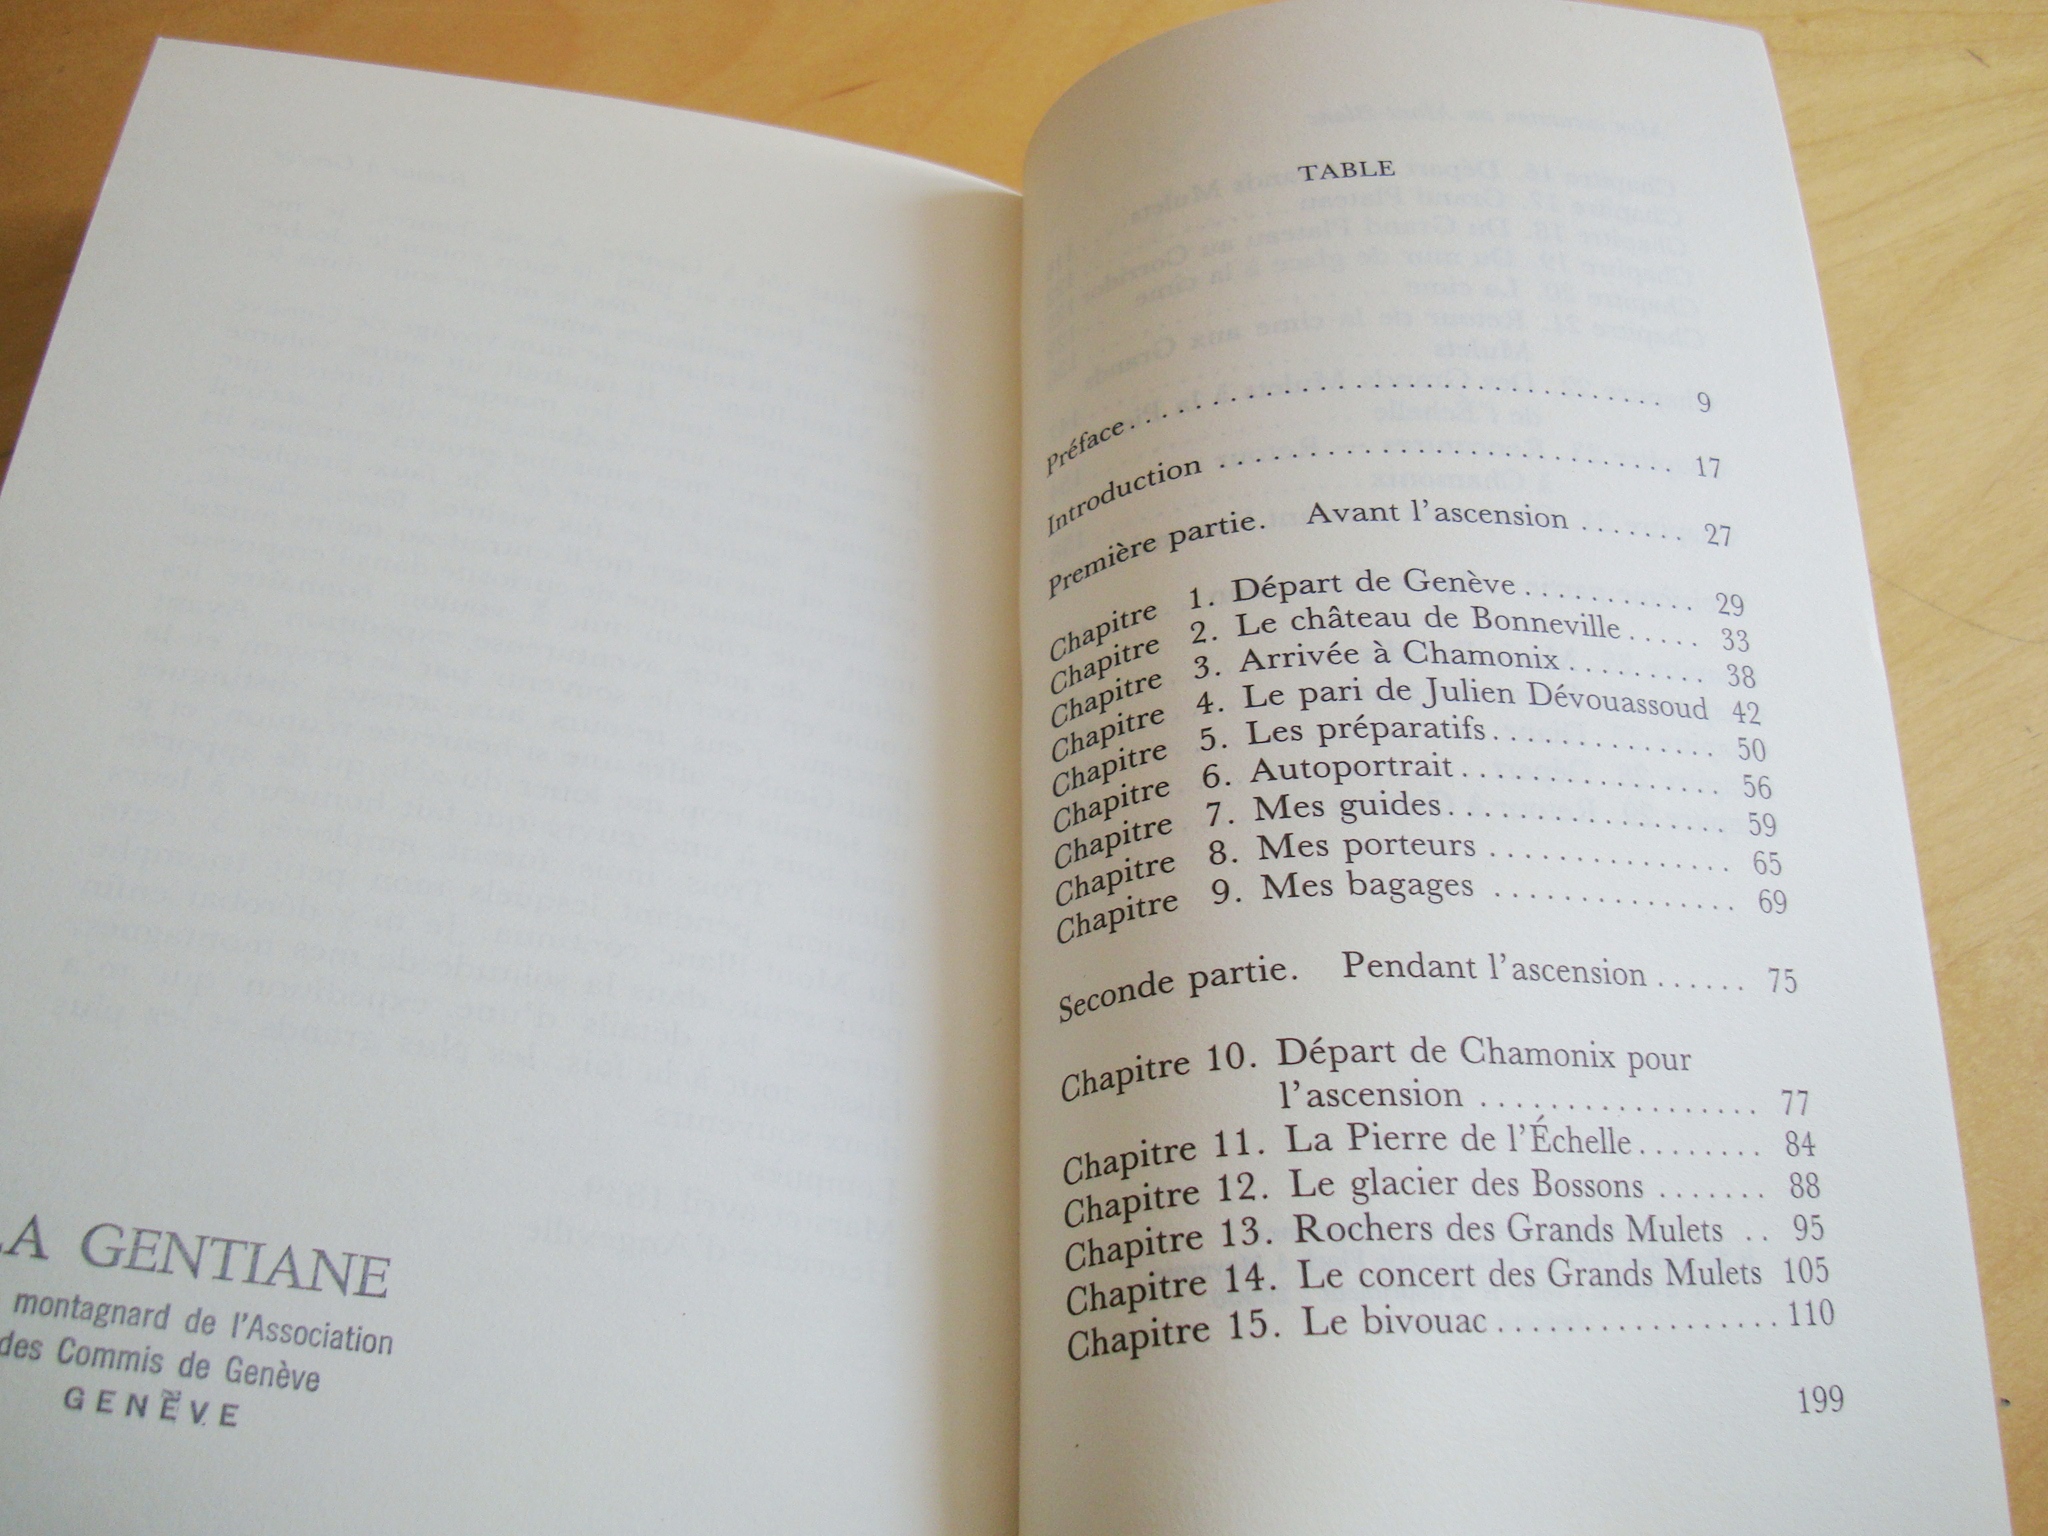 LA GENTIANE
montagnard de l'Association
des Commis de Genève
GENÈVE
TABLE
Préface . . . . . . . . . . . . . . . . . . . . . . . . . . . . . . 9
Introduction . . . . . . . . . . . . . . . . . . . . . . . . . . 17
Première partie. Avant l'ascension . . . . . . . 27
Chapitre 1. Départ de Genève . . . . . . . . . . . 29
Chapitre 2. Le château de Bonneville . . . . . 33
Chapitre 3. Arrivée à Chamonix . . . . . . . . . 38
Chapitre 4. Le pari de Julien Dévouassoud 42
Chapitre 5. Les préparatifs . . . . . . . . . . . . . . 50
Chapitre 6. Autoportrait . . . . . . . . . . . . . . . . 56
Chapitre 7. Mes guides . . . . . . . . . . . . . . . . . 59
Chapitre 8. Mes porteurs . . . . . . . . . . . . . . . 65
Chapitre 9. Mes bagages . . . . . . . . . . . . . . . 69
Seconde partie. Pendant l'ascension . . . . . . 75
Chapitre 10. Départ de Chamonix pour
l'ascension . . . . . . . . . . . . . . . . . 77
Chapitre 11. La Pierre de l'Échelle . . . . . . . . 84
Chapitre 12. Le glacier des Bossons . . . . . . . 88
Chapitre 13. Rochers des Grands Mulets . . 95
Chapitre 14. Le concert des Grands Mulets 105
Chapitre 15. Le bivouac . . . . . . . . . . . . . . . . . 110
199